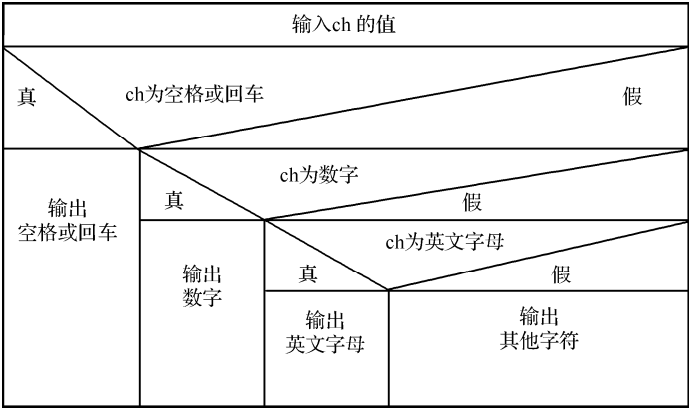 输入ch 的值
真
ch为空格或回车
假
输出
空格或回车
真
ch为数字
假
输出
数字
真
ch为英文字母
假
输出
英文字母
输出
其他字符